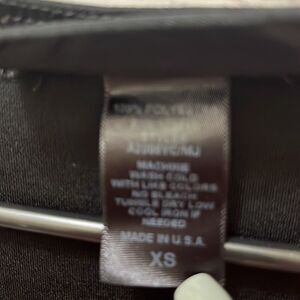 100% POLYES
MACHINE
WASH COLD
WITH LIKE COLORS
NO BLEACH
TUMBLE DRY LOW
COOL IRON IF
NEEDED
MADE IN U.S.A.
XS